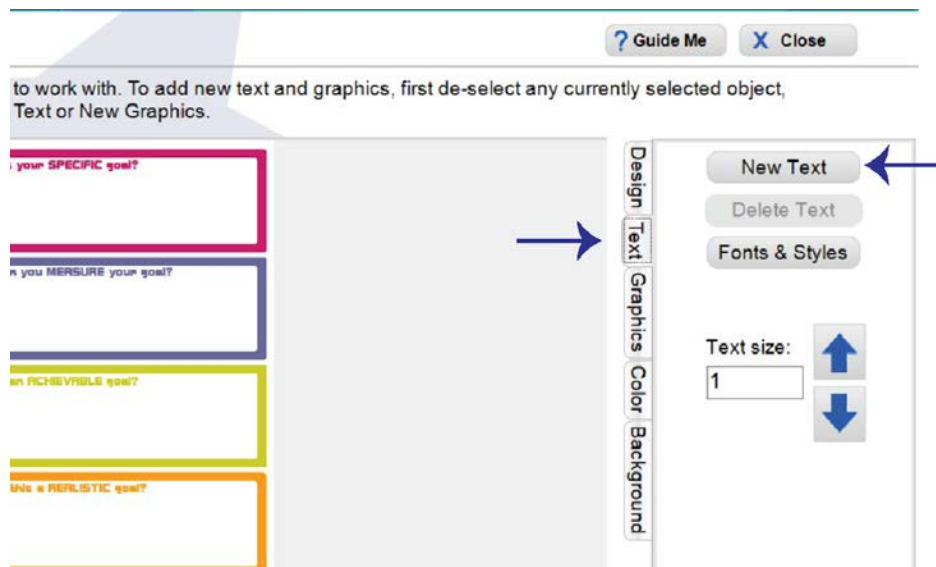 ? Guide Me
X Close
to work with. To add new text and graphics, first de-select any currently selected object,
Text or New Graphics.
your SPECIFIC goal?
you MEASURE your goal?
an ACHIEVABLE goal?
this a REALISTIC goal?
Design
Text
Graphics
Color
Background
New Text
Delete Text
Fonts & Styles
Text size:
1